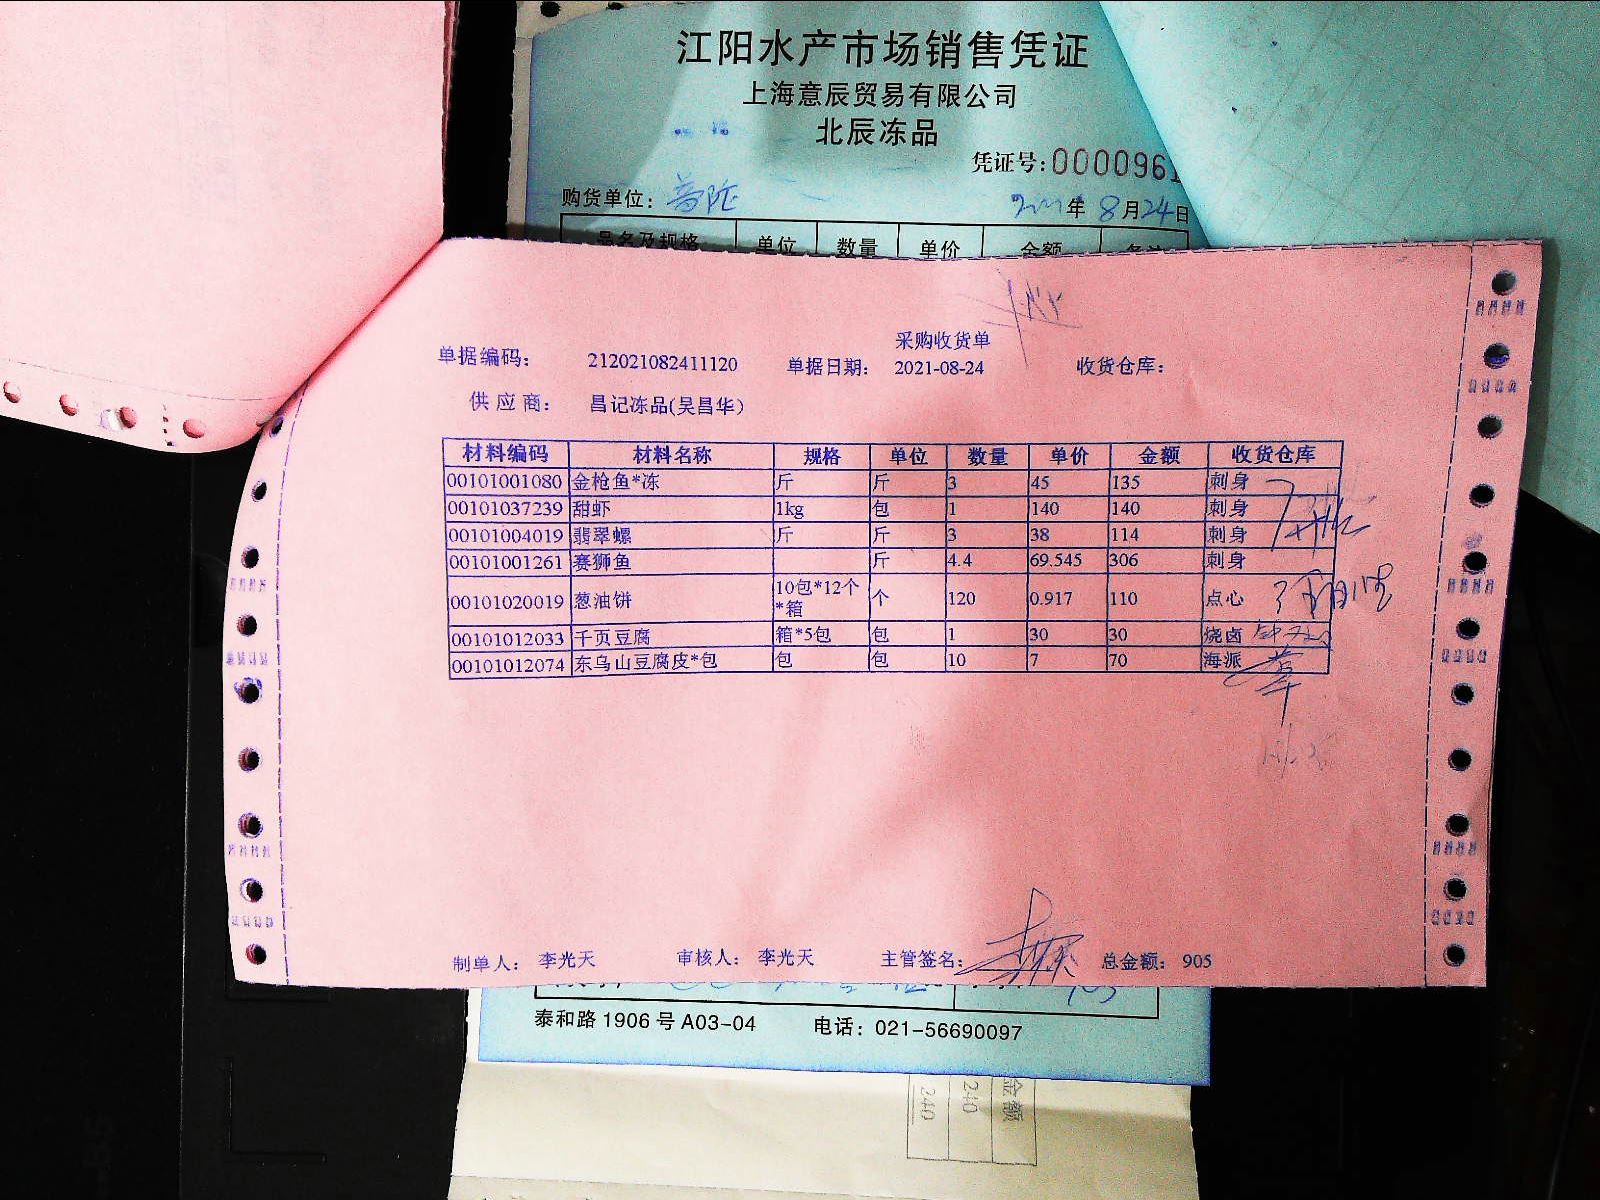 江阳水产市场销售凭证
上海意辰贸易有限公司
北辰冻品
凭证号:0000961
购货单位: 普陀 2021年 8月24日
品名及规格 单位 数量 单价 金额 备注
采购收货单
单据编码: 212021082411120 单据日期: 2021-08-24 收货仓库:
供应商: 昌记冻品(吴昌华)
材料编码 材料名称 规格 单位 数量 单价 金额 收货仓库
00101001080 金枪鱼*冻 斤 斤 3 45 135 刺身
00101037239 甜虾 1kg 包 1 140 140 刺身
00101004019 翡翠螺 斤 斤 3 38 114 刺身
00101001261 赛狮鱼 斤 4.4 69.545 306 刺身
00101020019 葱油饼 10包*12个*箱 个 120 0.917 110 点心
00101012033 千页豆腐 箱*5包 包 1 30 30 烧卤
00101012074 东乌山豆腐皮*包 包 包 10 7 70 海派
制单人: 李光天 审核人: 李光天 主管签名: 总金额: 905
泰和路1906号A03-04 电话: 021-56690097
金额
240
240